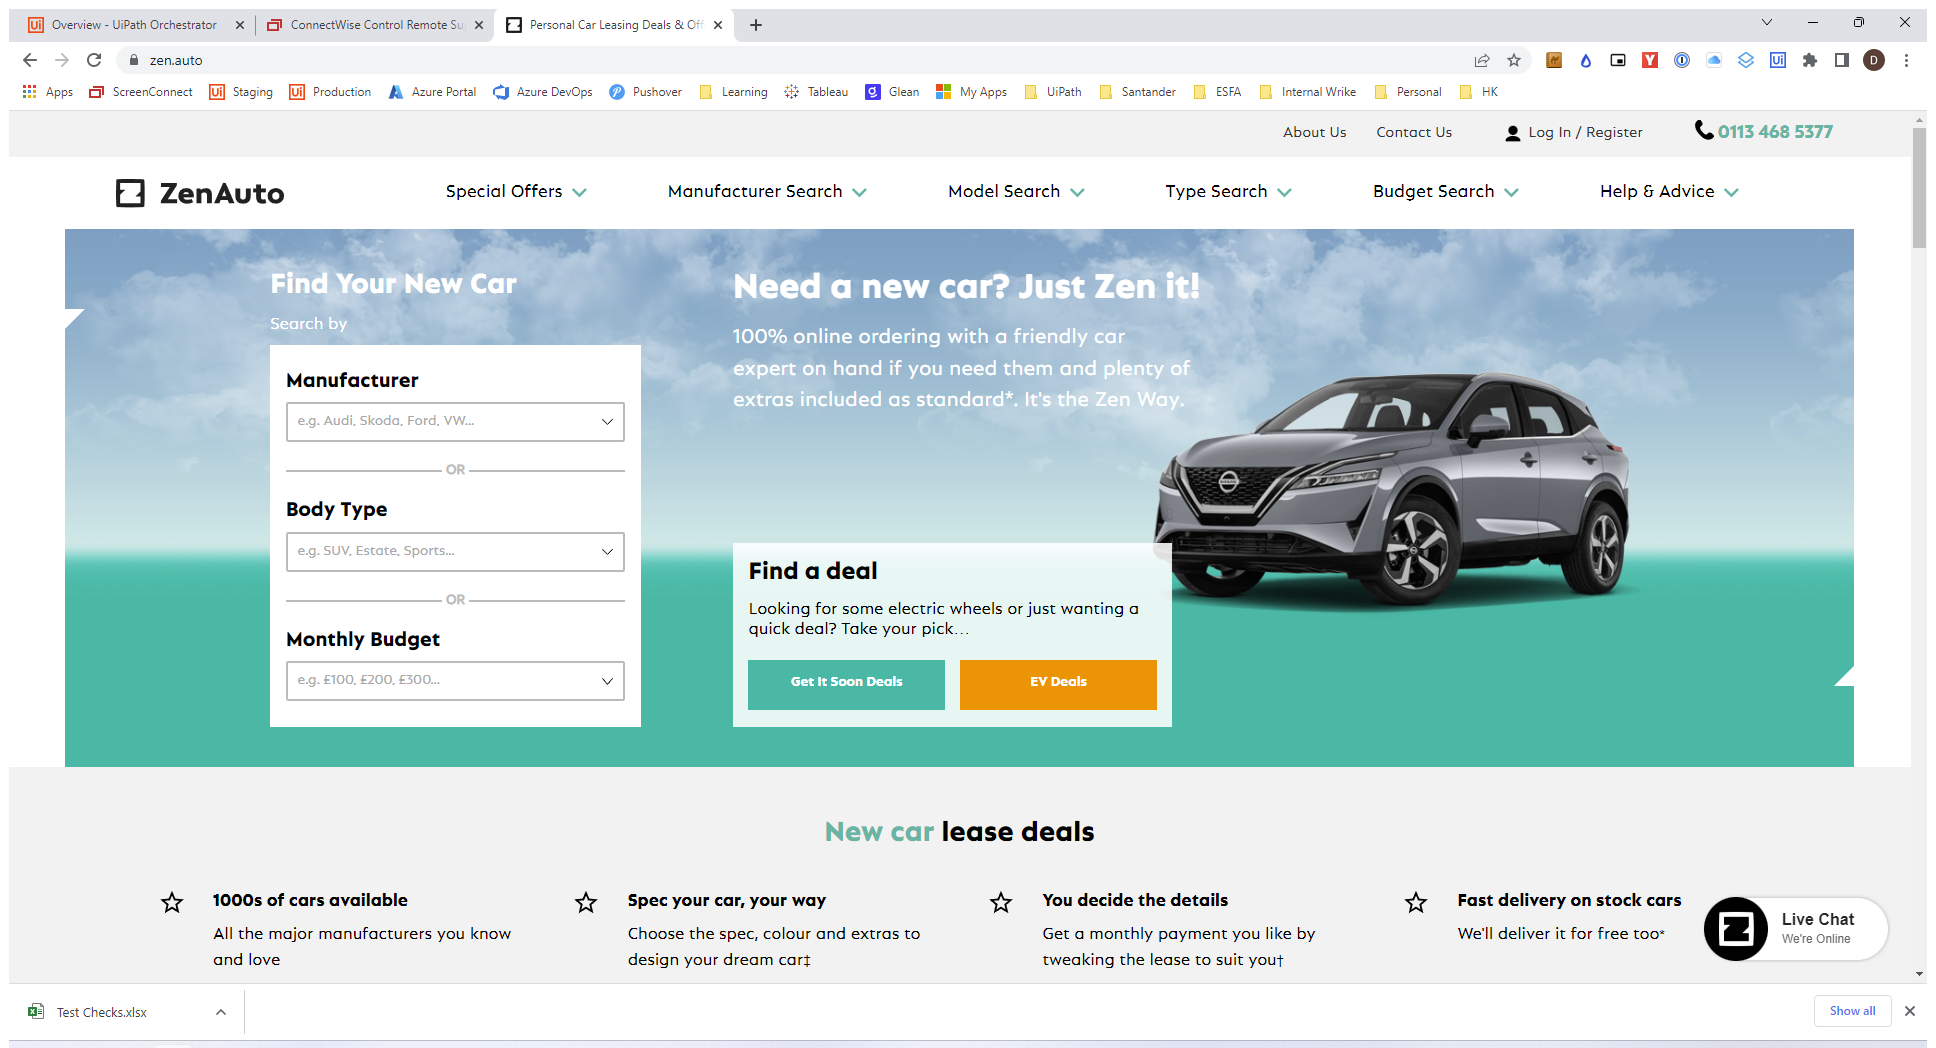 Overview - UiPath Orchestrator
ConnectWise Control Remote Su
Personal Car Leasing Deals & Off
zen.auto
D
Apps
ScreenConnect
Staging
Production
Azure Portal
Azure DevOps
Pushover
Learning
Tableau
Glean
My Apps
UiPath
Santander
ESFA
Internal Wrike
Personal
HK
About Us
Contact Us
Log In / Register
0113 468 5377
ZenAuto
Special Offers
Manufacturer Search
Model Search
Type Search
Budget Search
Help & Advice
Find Your New Car
Search by
Manufacturer
e.g. Audi, Skoda, Ford, VW...
OR
Body Type
e.g. SUV, Estate, Sports...
OR
Monthly Budget
e.g. £100, £200, £300...
Need a new car? Just Zen it!
100% online ordering with a friendly car
expert on hand if you need them and plenty of
extras included as standard*. It's the Zen Way.
Find a deal
Looking for some electric wheels or just wanting a
quick deal? Take your pick...
Get It Soon Deals
EV Deals
New car lease deals
1000s of cars available
All the major manufacturers you know
and love
Spec your car, your way
Choose the spec, colour and extras to
design your dream car‡
You decide the details
Get a monthly payment you like by
tweaking the lease to suit you†
Fast delivery on stock cars
We'll deliver it for free too*
Live Chat
We're Online
Test Checks.xlsx
Show all